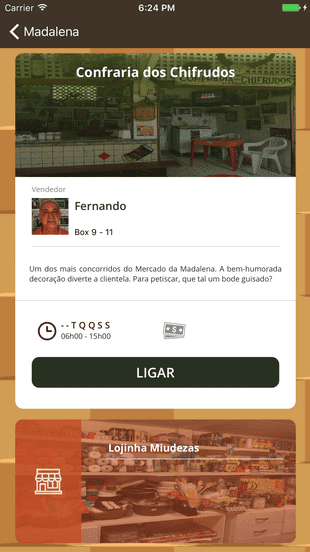 Carrier 6:24 PM
Madalena
Confraria dos Chifrudos
CONFRARIA DOS CHIFRUDOS
Vendedor
Fernando
Box 9 - 11
Um dos mais concorridos do Mercado da Madalena. A bem-humorada
decoração diverte a clientela. Para petiscar, que tal um bode guisado?
- - T Q Q S S
06h00 - 15h00
$
LIGAR
Lojinha Miudezas